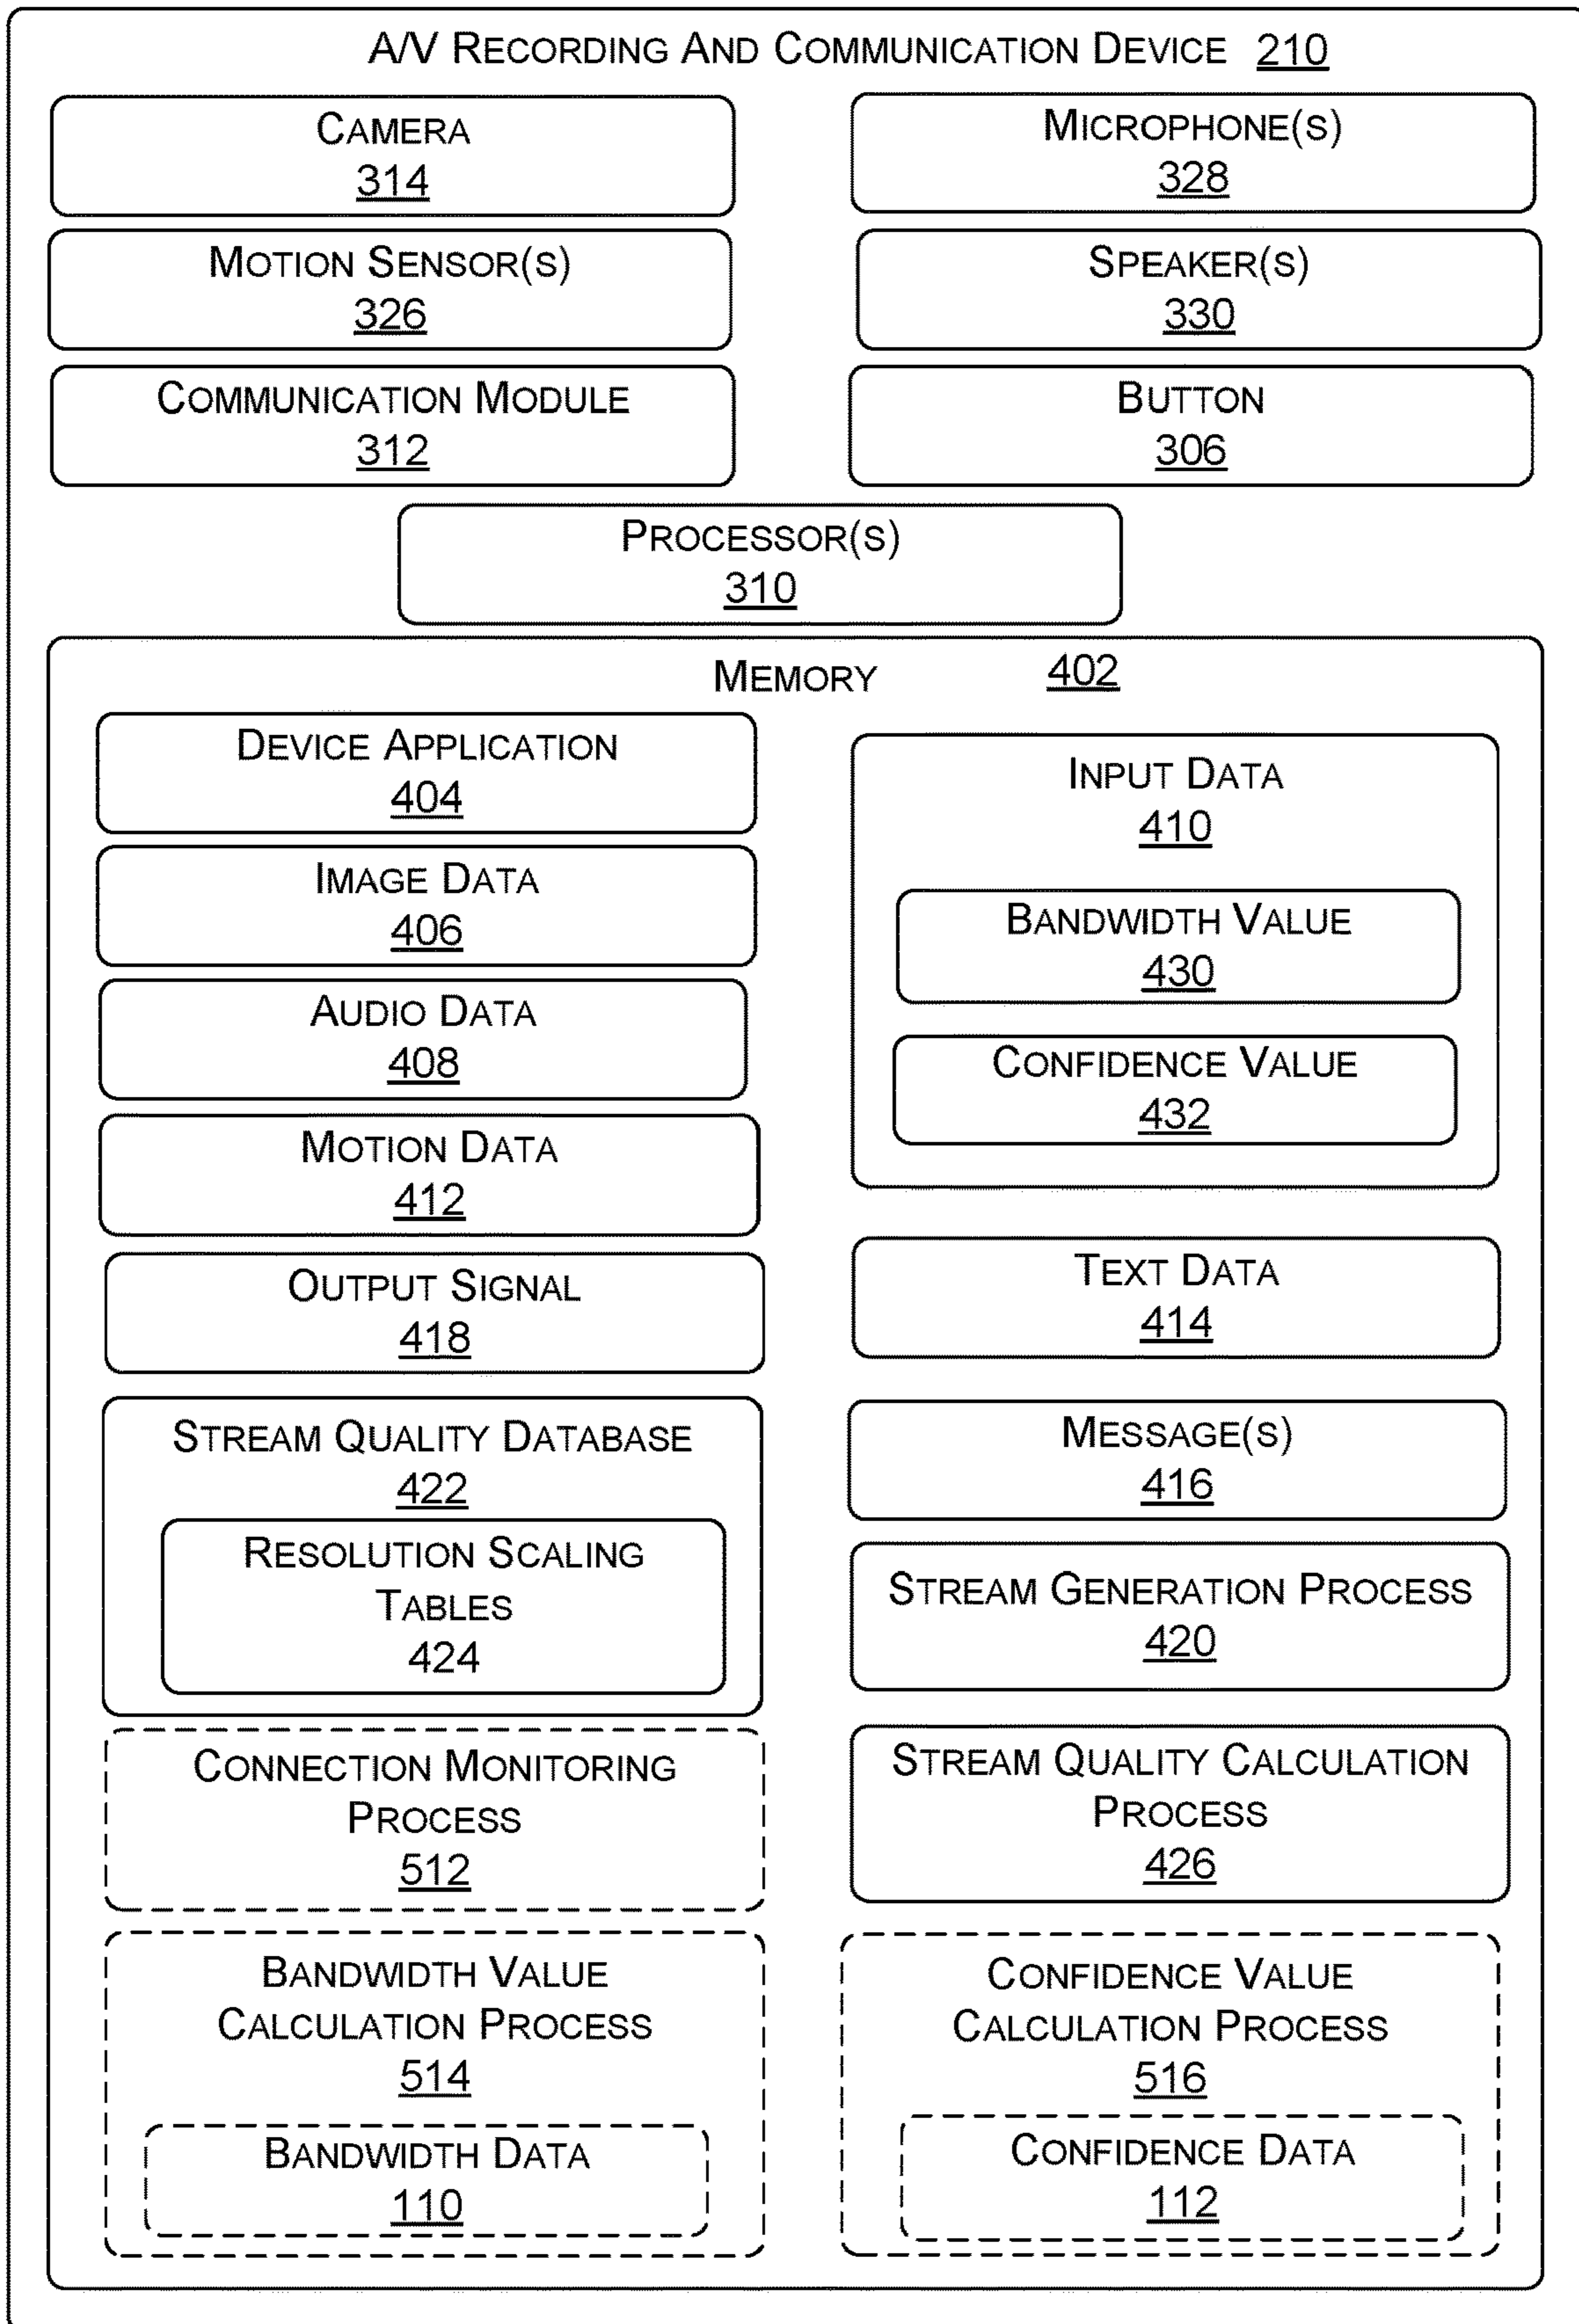 A/V RECORDING AND COMMUNICATION DEVICE 210
CAMERA
314
MICROPHONE(S)
328
MOTION SENSOR(S)
326
SPEAKER(S)
330
COMMUNICATION MODULE
312
BUTTON
306
PROCESSOR(S)
310
MEMORY 402
DEVICE APPLICATION
404
IMAGE DATA
406
AUDIO DATA
408
MOTION DATA
412
OUTPUT SIGNAL
418
INPUT DATA
410
BANDWIDTH VALUE
430
CONFIDENCE VALUE
432
TEXT DATA
414
STREAM QUALITY DATABASE
422
RESOLUTION SCALING
TABLES
424
MESSAGE(S)
416
STREAM GENERATION PROCESS
420
CONNECTION MONITORING
PROCESS
512
STREAM QUALITY CALCULATION
PROCESS
426
BANDWIDTH VALUE
CALCULATION PROCESS
514
BANDWIDTH DATA
110
CONFIDENCE VALUE
CALCULATION PROCESS
516
CONFIDENCE DATA
112